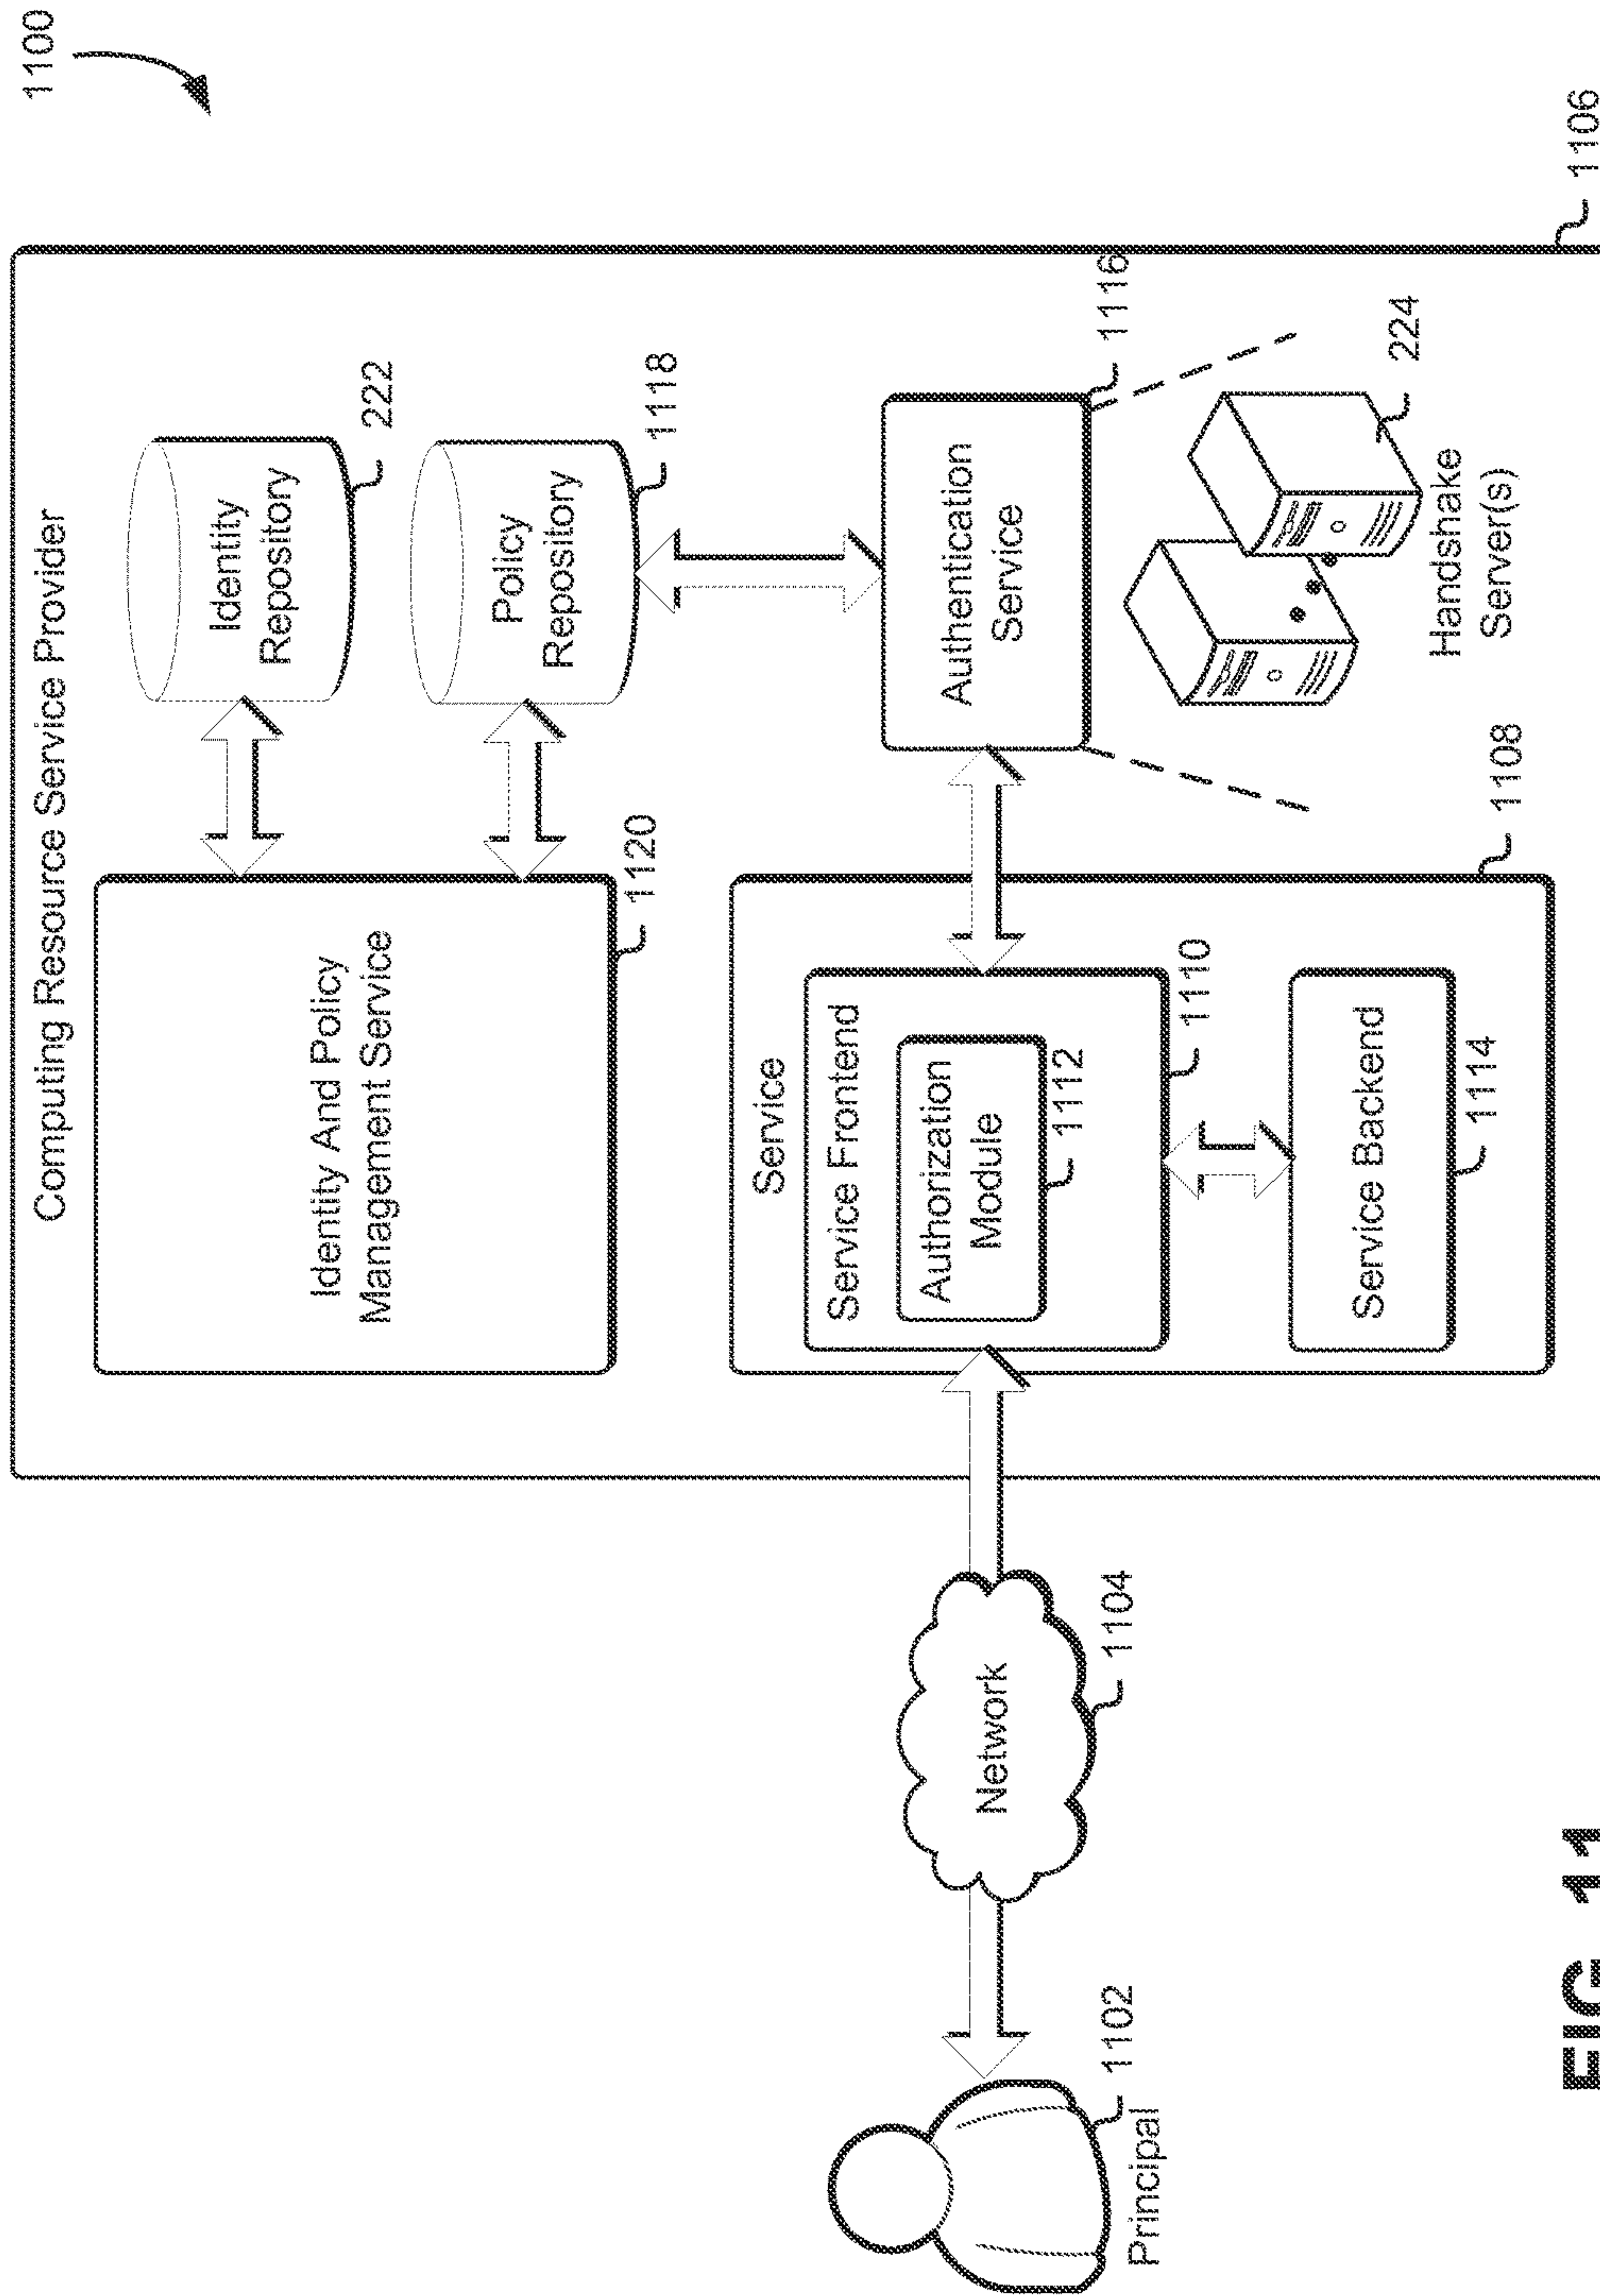 1100
Computing Resource Service Provider
Identity And Policy
Management Service
1120
Identity
Repository
222
Policy
Repository
1118
Service
Service Frontend
Authorization
Module
1112
1110
Service Backend
1114
1108
Authentication
Service
1116
224
Handshake
Server(s)
1106
Network
1104
1102
Principal
FIG. 11